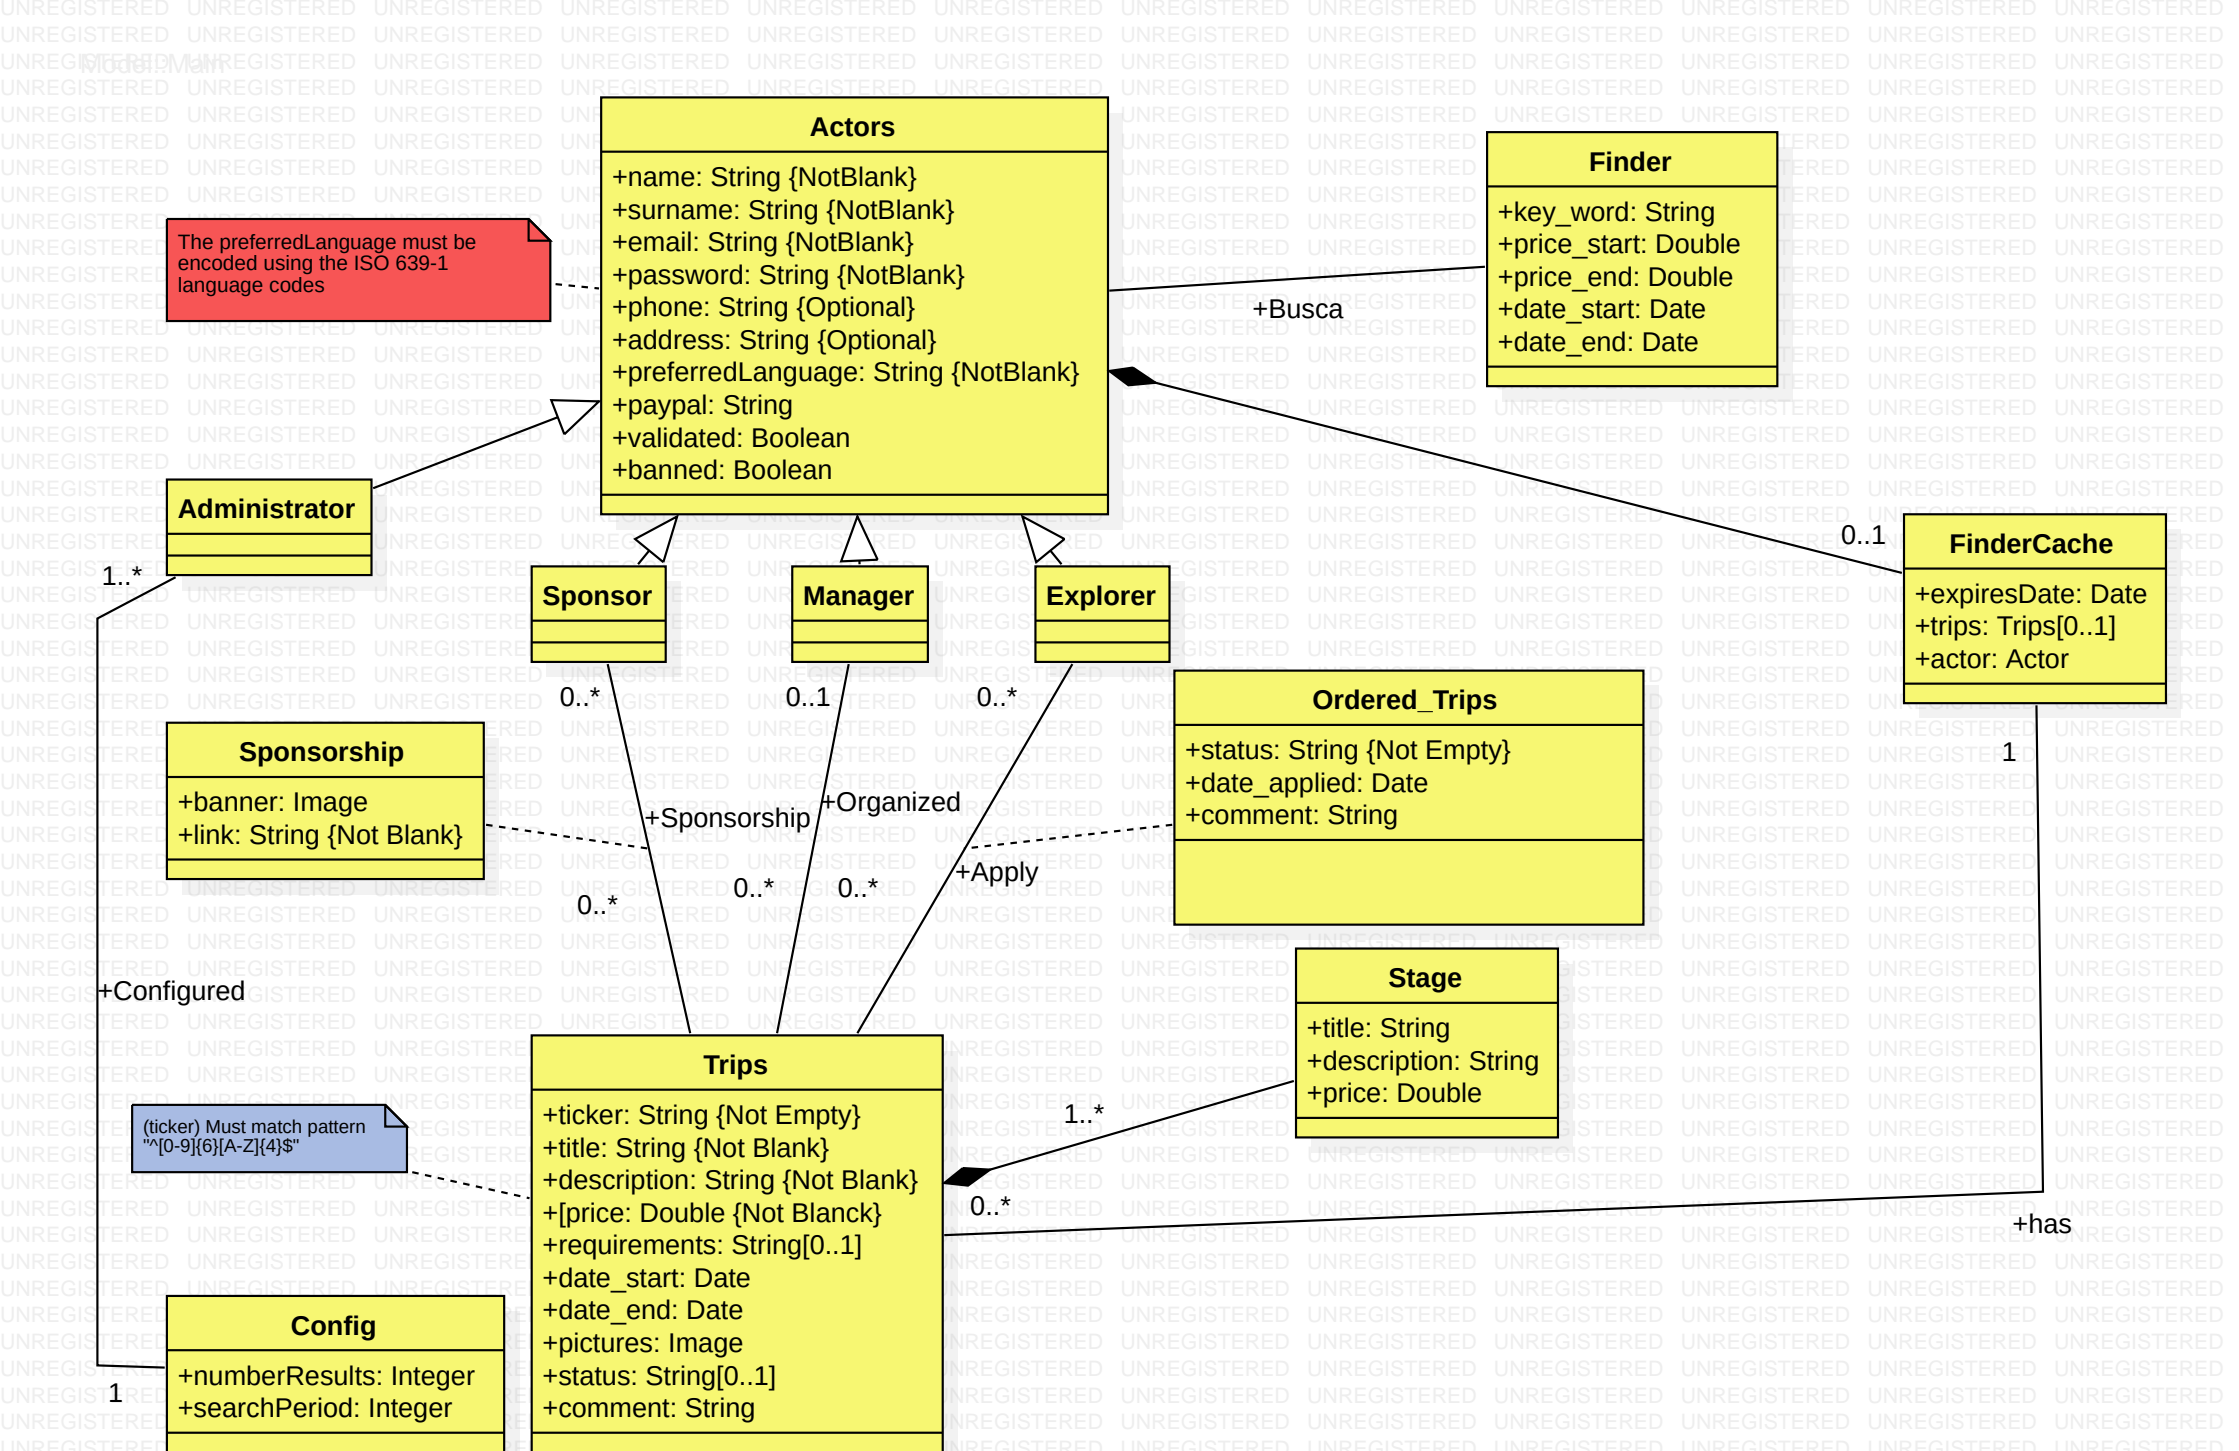 Model::Main
Actors
+name: String {NotBlank}
+surname: String {NotBlank}
+email: String {NotBlank}
+password: String {NotBlank}
+phone: String {Optional}
+address: String {Optional}
+preferredLanguage: String {NotBlank}
+paypal: String
+validated: Boolean
+banned: Boolean
Finder
+key_word: String
+price_start: Double
+price_end: Double
+date_start: Date
+date_end: Date
The preferredLanguage must be
encoded using the ISO 639-1
language codes
+Busca
Administrator
1..*
Sponsor
Manager
Explorer
0..1
FinderCache
+expiresDate: Date
+trips: Trips[0..1]
+actor: Actor
1
0..*
0..1
0..*
Ordered_Trips
+status: String {Not Empty}
+date_applied: Date
+comment: String
Sponsorship
+banner: Image
+link: String {Not Blank}
+Sponsorship
+Organized
+Apply
0..*
0..*
0..*
+Configured
Stage
+title: String
+description: String
+price: Double
1..*
0..*
+has
(ticker) Must match pattern
"^[0-9]{6}[A-Z]{4}$"
Trips
+ticker: String {Not Empty}
+title: String {Not Blank}
+description: String {Not Blank}
+[price: Double {Not Blanck}
+requirements: String[0..1]
+date_start: Date
+date_end: Date
+pictures: Image
+status: String[0..1]
+comment: String
Config
+numberResults: Integer
+searchPeriod: Integer
1